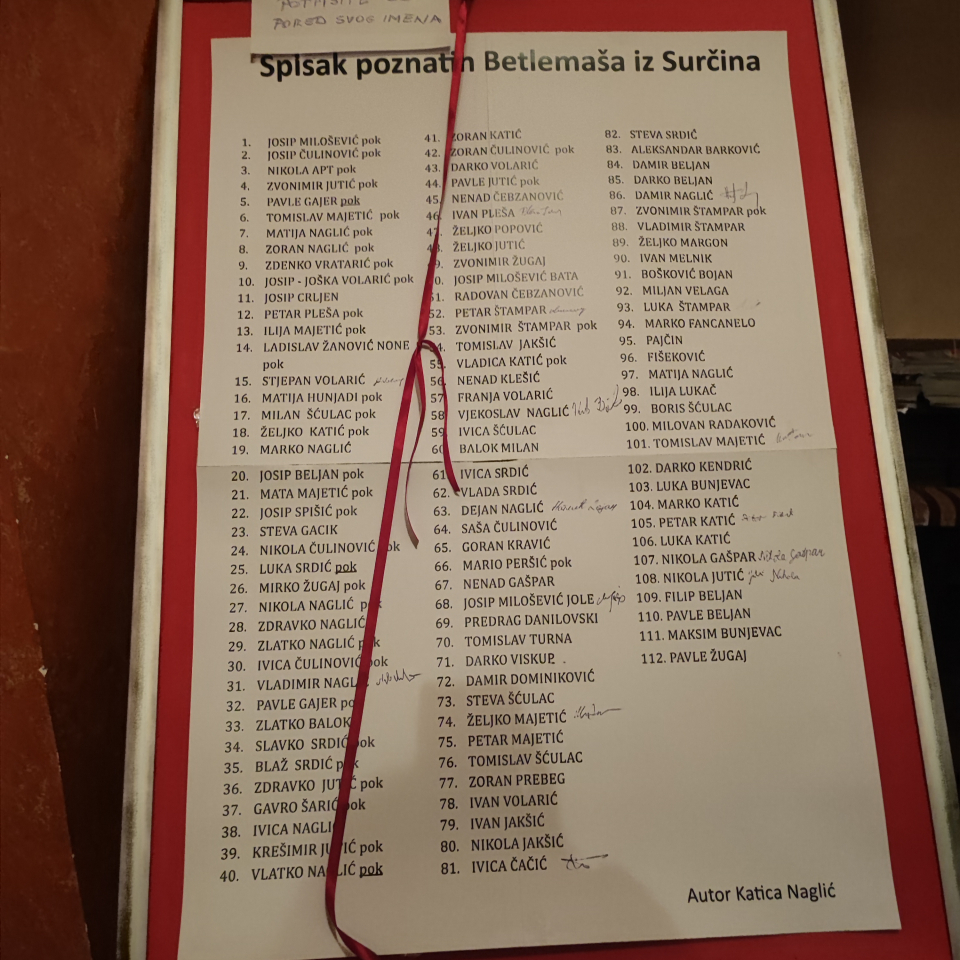 POTPIŠITE SE
PORED SVOG IMENA
Spisak poznatih Betlemaša iz Surčina
1. JOSIP MILOŠEVIĆ pok
2. JOSIP ČULINOVIĆ pok
3. NIKOLA APT pok
4. ZVONIMIR JUTIĆ pok
5. PAVLE GAJER pok
6. TOMISLAV MAJETIĆ pok
7. MATIJA NAGLIĆ pok
8. ZORAN NAGLIĆ pok
9. ZDENKO VRATARIĆ pok
10. JOSIP - JOŠKA VOLARIĆ pok
11. JOSIP CRLJEN
12. PETAR PLEŠA pok
13. ILIJA MAJETIĆ pok
14. LADISLAV ŽANOVIĆ NONE
pok
15. STJEPAN VOLARIĆ
16. MATIJA HUNJADI pok
17. MILAN ŠĆULAC pok
18. ŽELJKO KATIĆ pok
19. MARKO NAGLIĆ
20. JOSIP BELJAN pok
21. MATA MAJETIĆ pok
22. JOSIP SPIŠIĆ pok
23. STEVA GACIK
24. NIKOLA ČULINOVIĆ pok
25. LUKA SRDIĆ pok
26. MIRKO ŽUGAJ pok
27. NIKOLA NAGLIĆ pok
28. ZDRAVKO NAGLIĆ
29. ZLATKO NAGLIĆ pok
30. IVICA ČULINOVIĆ pok
31. VLADIMIR NAGLIĆ
32. PAVLE GAJER pok
33. ZLATKO BALOK
34. SLAVKO SRDIĆ pok
35. BLAŽ SRDIĆ pok
36. ZDRAVKO JUTIĆ pok
37. GAVRO ŠARIĆ pok
38. IVICA NAGLIĆ
39. KREŠIMIR JUTIĆ pok
40. VLATKO NAGLIĆ pok
41. ZORAN KATIĆ
42. ZORAN ČULINOVIĆ pok
43. DARKO VOLARIĆ
44. PAVLE JUTIĆ pok
45. NENAD ČEBZANOVIĆ
46. IVAN PLEŠA
47. ŽELJKO POPOVIĆ
48. ŽELJKO JUTIĆ
49. ZVONIMIR ŽUGAJ
50. JOSIP MILOŠEVIĆ BATA
51. RADOVAN ČEBZANOVIĆ
52. PETAR ŠTAMPAR
53. ZVONIMIR ŠTAMPAR pok
54. TOMISLAV JAKŠIĆ
55. VLADICA KATIĆ pok
56. NENAD KLEŠIĆ
57. FRANJA VOLARIĆ
58. VJEKOSLAV NAGLIĆ
59. IVICA ŠĆULAC
60. BALOK MILAN
61. IVICA SRDIĆ
62. VLADA SRDIĆ
63. DEJAN NAGLIĆ
64. SAŠA ČULINOVIĆ
65. GORAN KRAVIĆ
66. MARIO PERŠIĆ pok
67. NENAD GAŠPAR
68. JOSIP MILOŠEVIĆ JOLE
69. PREDRAG DANILOVSKI
70. TOMISLAV TURNA
71. DARKO VISKUP
72. DAMIR DOMINIKOVIĆ
73. STEVA ŠĆULAC
74. ŽELJKO MAJETIĆ
75. PETAR MAJETIĆ
76. TOMISLAV ŠĆULAC
77. ZORAN PREBEG
78. IVAN VOLARIĆ
79. IVAN JAKŠIĆ
80. NIKOLA JAKŠIĆ
81. IVICA ČAČIĆ
82. STEVA SRDIĆ
83. ALEKSANDAR BARKOVIĆ
84. DAMIR BELJAN
85. DARKO BELJAN
86. DAMIR NAGLIĆ
87. ZVONIMIR ŠTAMPAR pok
88. VLADIMIR ŠTAMPAR
89. ŽELJKO MARGON
90. IVAN MELNIK
91. BOŠKOVIĆ BOJAN
92. MILJAN VELAGA
93. LUKA ŠTAMPAR
94. MARKO FANCANELO
95. PAJČIN
96. FIŠEKOVIĆ
97. MATIJA NAGLIĆ
98. ILIJA LUKAČ
99. BORIS ŠĆULAC
100. MILOVAN RADAKOVIĆ
101. TOMISLAV MAJETIĆ
102. DARKO KENDRIĆ
103. LUKA BUNJEVAC
104. MARKO KATIĆ
105. PETAR KATIĆ
106. LUKA KATIĆ
107. NIKOLA GAŠPAR Nikola Gašpar
108. NIKOLA JUTIĆ Jutić Nikola
109. FILIP BELJAN
110. PAVLE BELJAN
111. MAKSIM BUNJEVAC
112. PAVLE ŽUGAJ
Autor Katica Naglić